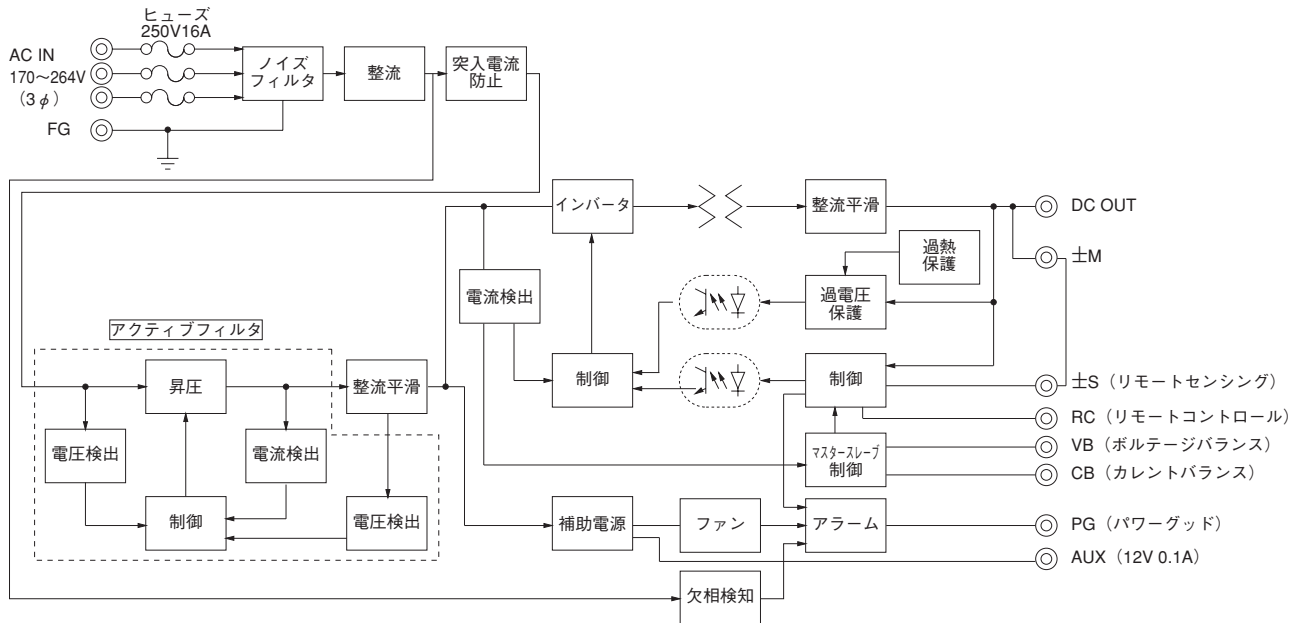 ヒューズ
250V16A
AC IN
170〜264V
（3φ）
FG
ノイズ
フィルタ
整流
突入電流
防止
インバータ
整流平滑
DC OUT
過熱
保護
±M
電流検出
過電圧
保護
アクティブフィルタ
昇圧
整流平滑
制御
制御
±S（リモートセンシング）
RC（リモートコントロール）
電圧検出
電流検出
マスタースレーブ
制御
VB（ボルテージバランス）
CB（カレントバランス）
制御
電圧検出
補助電源
ファン
アラーム
PG（パワーグッド）
AUX（12V 0.1A）
欠相検知